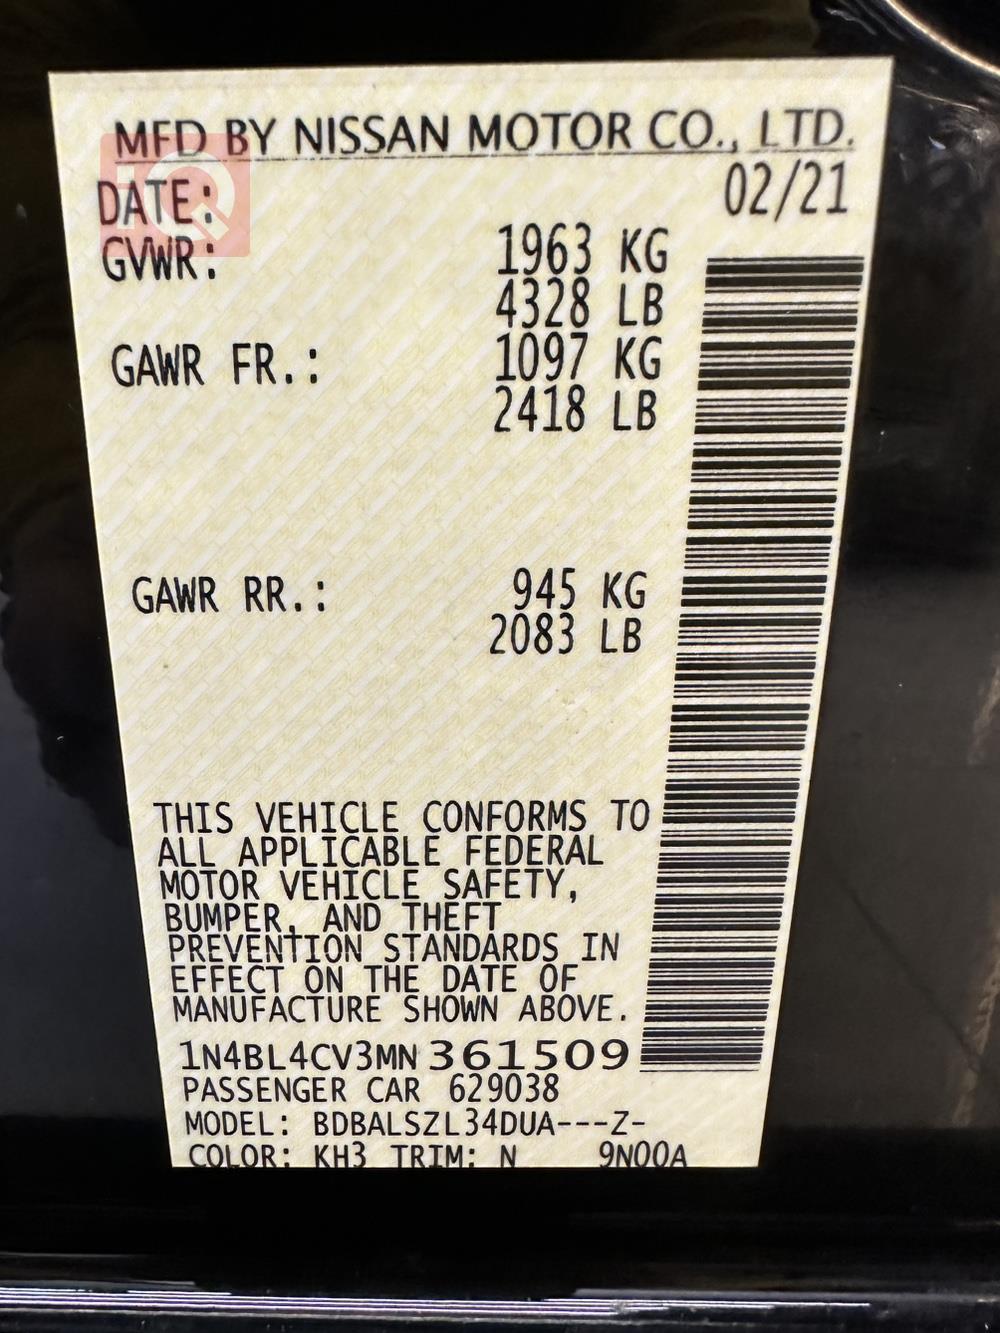 MFD BY NISSAN MOTOR CO., LTD.
DATE: 02/21
GVWR: 1963 KG
4328 LB
GAWR FR.: 1097 KG
2418 LB
GAWR RR.: 945 KG
2083 LB
THIS VEHICLE CONFORMS TO
ALL APPLICABLE FEDERAL
MOTOR VEHICLE SAFETY,
BUMPER, AND THEFT
PREVENTION STANDARDS IN
EFFECT ON THE DATE OF
MANUFACTURE SHOWN ABOVE.
1N4BL4CV3MN 361509
PASSENGER CAR 629038
MODEL: BDBALSZL34DUA---Z-
COLOR: KH3 TRIM: N 9N00A
iQ